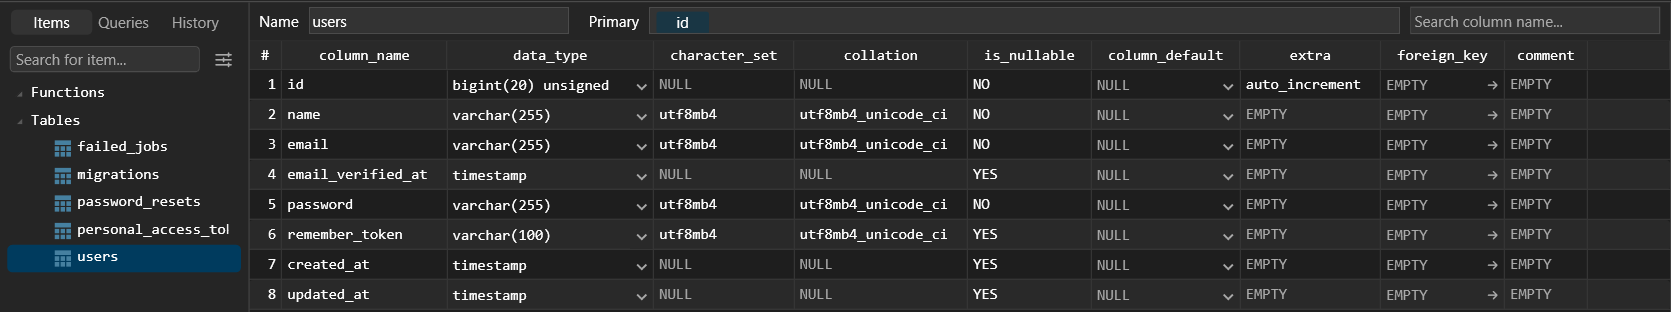 Items Queries History Name users Primary id Search column name...
Search for item...
Functions
Tables
failed_jobs
migrations
password_resets
personal_access_to
users
# column_name data_type character_set collation is_nullable column_default extra foreign_key comment
1 id bigint(20) unsigned NULL NULL NO NULL auto_increment EMPTY EMPTY
2 name varchar(255) utf8mb4 utf8mb4_unicode_ci NO NULL EMPTY EMPTY EMPTY
3 email varchar(255) utf8mb4 utf8mb4_unicode_ci NO NULL EMPTY EMPTY EMPTY
4 email_verified_at timestamp NULL NULL YES NULL EMPTY EMPTY EMPTY
5 password varchar(255) utf8mb4 utf8mb4_unicode_ci NO NULL EMPTY EMPTY EMPTY
6 remember_token varchar(100) utf8mb4 utf8mb4_unicode_ci YES NULL EMPTY EMPTY EMPTY
7 created_at timestamp NULL NULL YES NULL EMPTY EMPTY EMPTY
8 updated_at timestamp NULL NULL YES NULL EMPTY EMPTY EMPTY